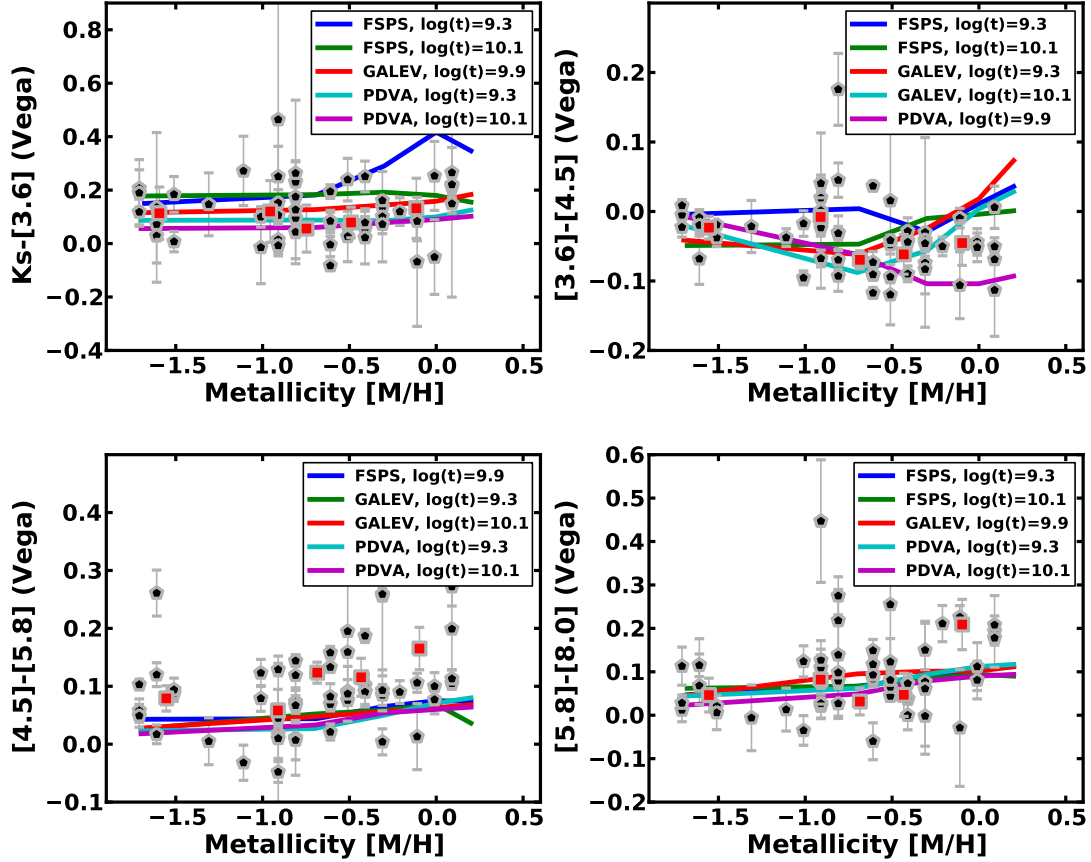 Ks-[3.6] (Vega)
0.8
0.6
0.4
0.2
0.0
−0.2
−0.4
FSPS, log(t)=9.3
FSPS, log(t)=10.1
GALEV, log(t)=9.9
PDVA, log(t)=9.3
PDVA, log(t)=10.1
−1.5 −1.0 −0.5 0.0 0.5
Metallicity [M/H]
[3.6]-[4.5] (Vega)
0.2
0.1
0.0
−0.1
−0.2
FSPS, log(t)=9.3
FSPS, log(t)=10.1
GALEV, log(t)=9.3
GALEV, log(t)=10.1
PDVA, log(t)=9.9
−1.5 −1.0 −0.5 0.0 0.5
Metallicity [M/H]
[4.5]-[5.8] (Vega)
0.4
0.3
0.2
0.1
0.0
−0.1
FSPS, log(t)=9.9
GALEV, log(t)=9.3
GALEV, log(t)=10.1
PDVA, log(t)=9.3
PDVA, log(t)=10.1
−1.5 −1.0 −0.5 0.0 0.5
Metallicity [M/H]
[5.8]-[8.0] (Vega)
0.6
0.5
0.4
0.3
0.2
0.1
0.0
−0.1
−0.2
FSPS, log(t)=9.3
FSPS, log(t)=10.1
GALEV, log(t)=9.9
PDVA, log(t)=9.3
PDVA, log(t)=10.1
−1.5 −1.0 −0.5 0.0 0.5
Metallicity [M/H]